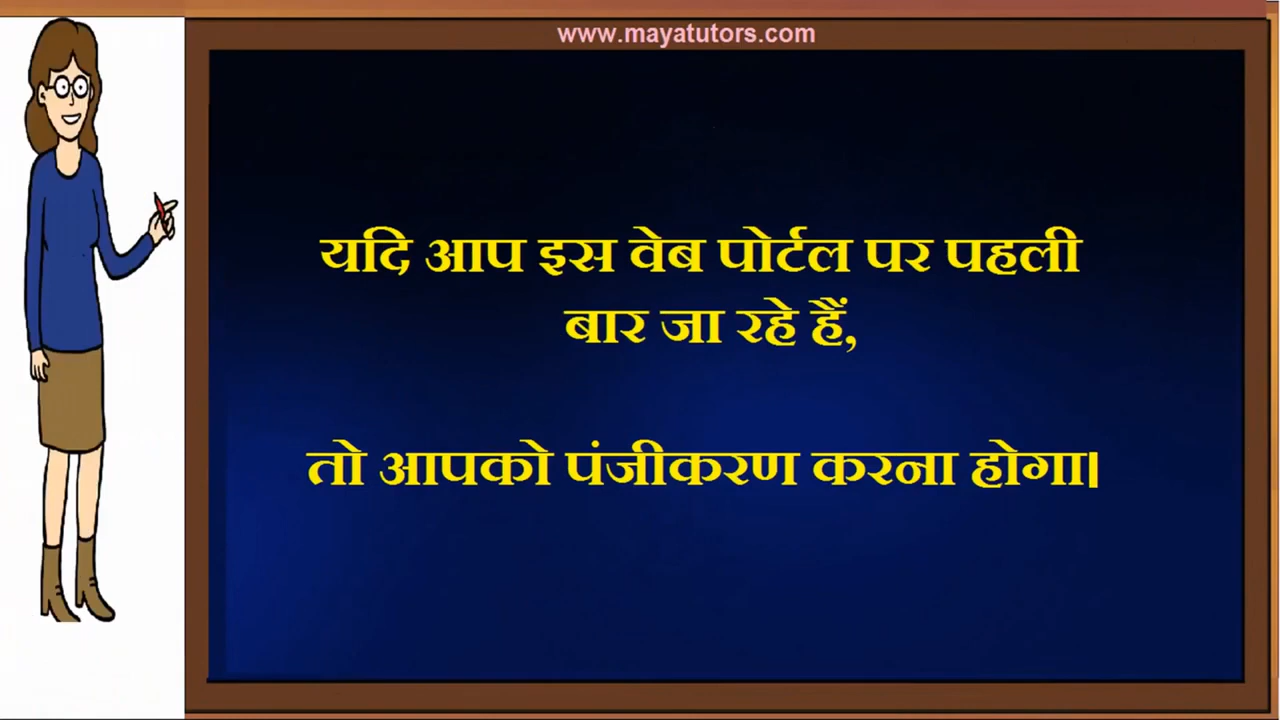 www.mayatutors.com
यदि आप इस वेब पोर्टल पर पहली
बार जा रहे हैं,
तो आपको पंजीकरण करना होगा।